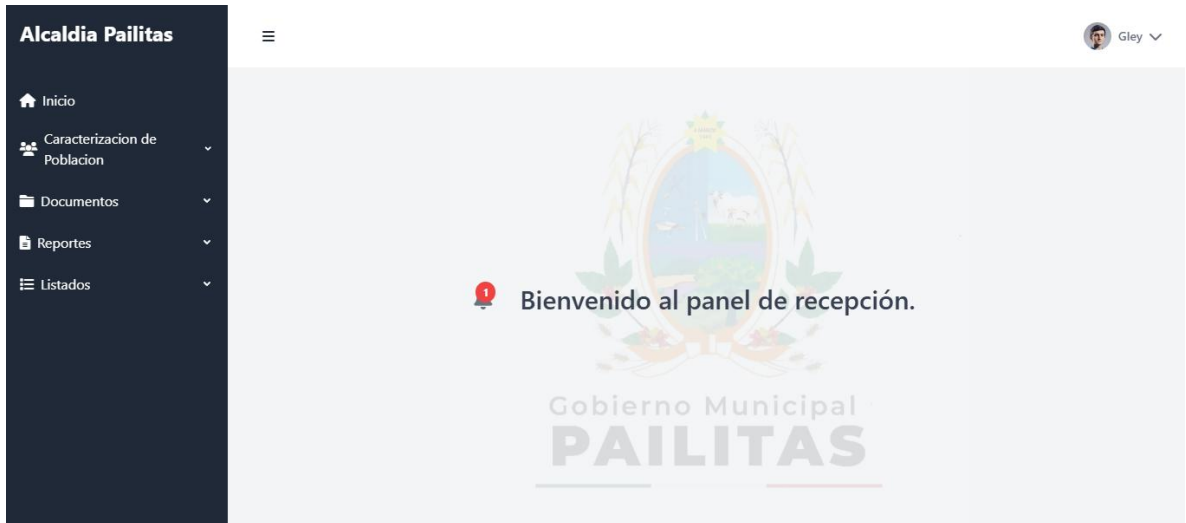 Alcaldia Pailitas
Gley
Inicio
Caracterizacion de
Poblacion
Documentos
Reportes
Listados
1
Bienvenido al panel de recepción.
Gobierno Municipal
PAILITAS